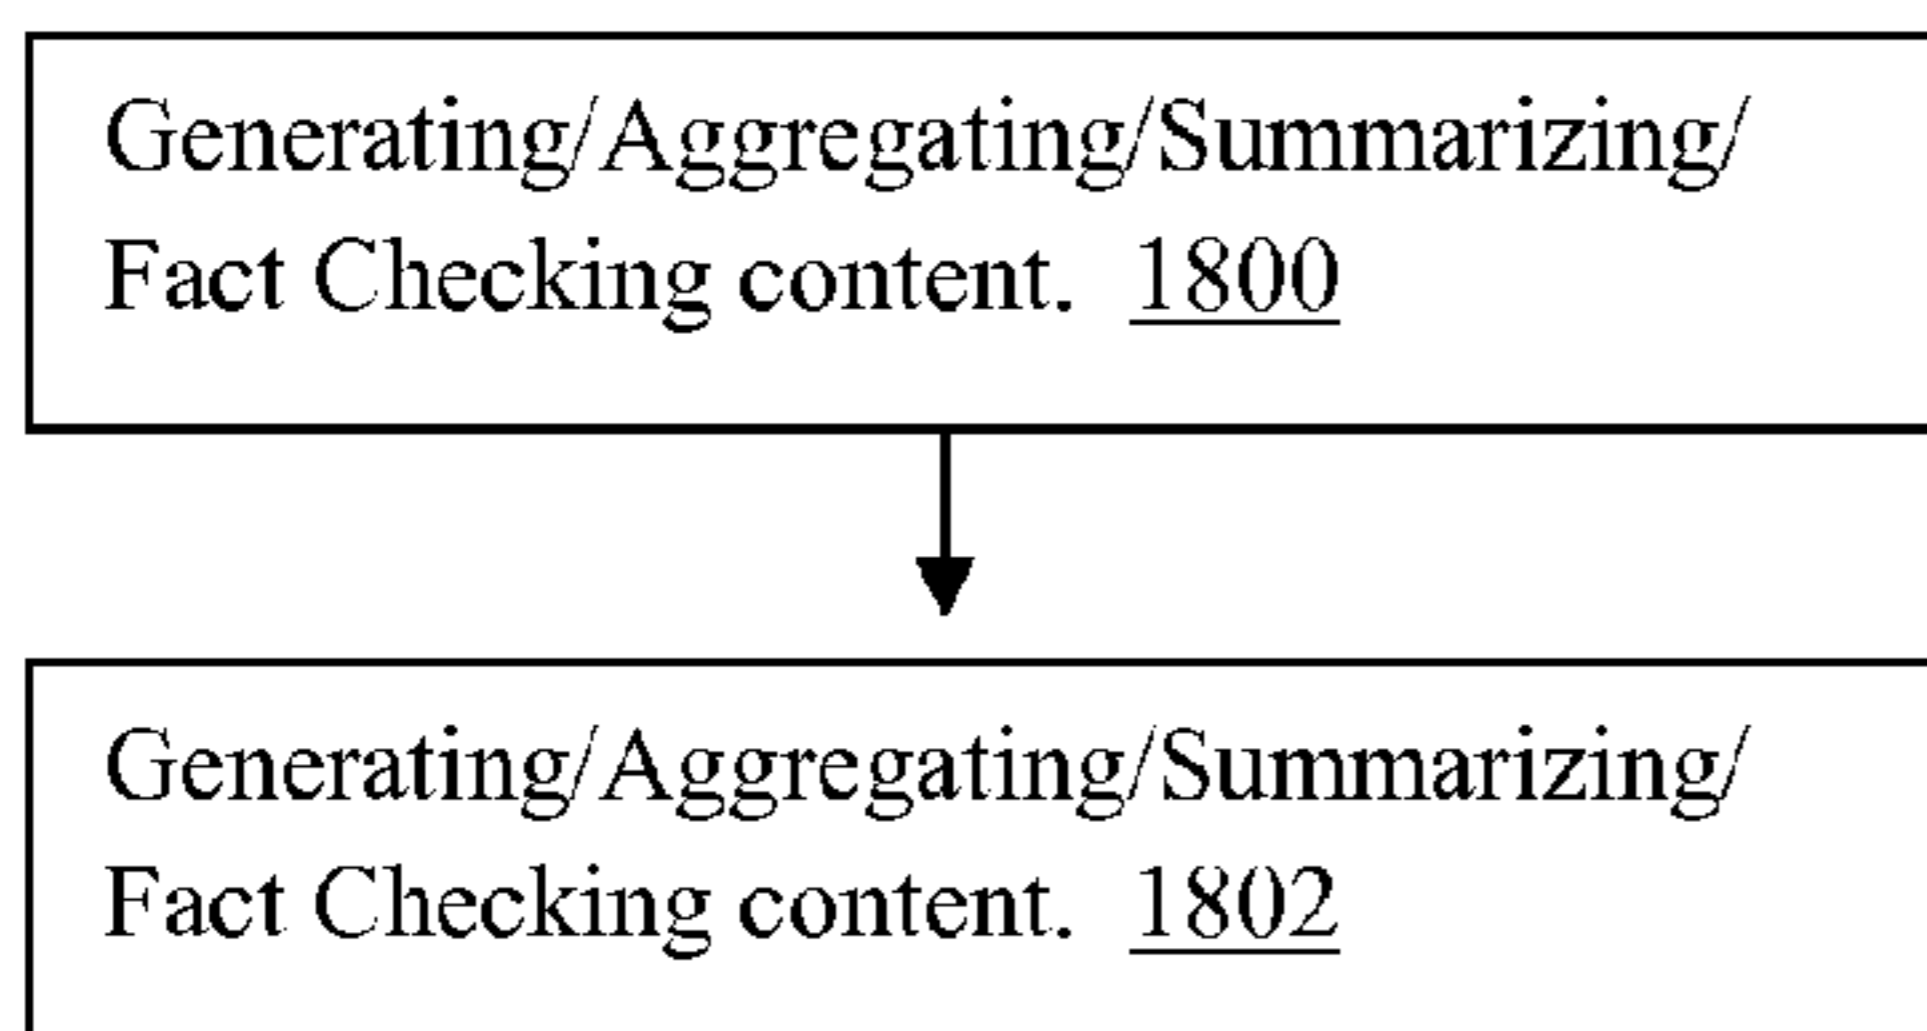 Generating/Aggregating/Summarizing/
Fact Checking content. 1800
Generating/Aggregating/Summarizing/
Fact Checking content. 1802